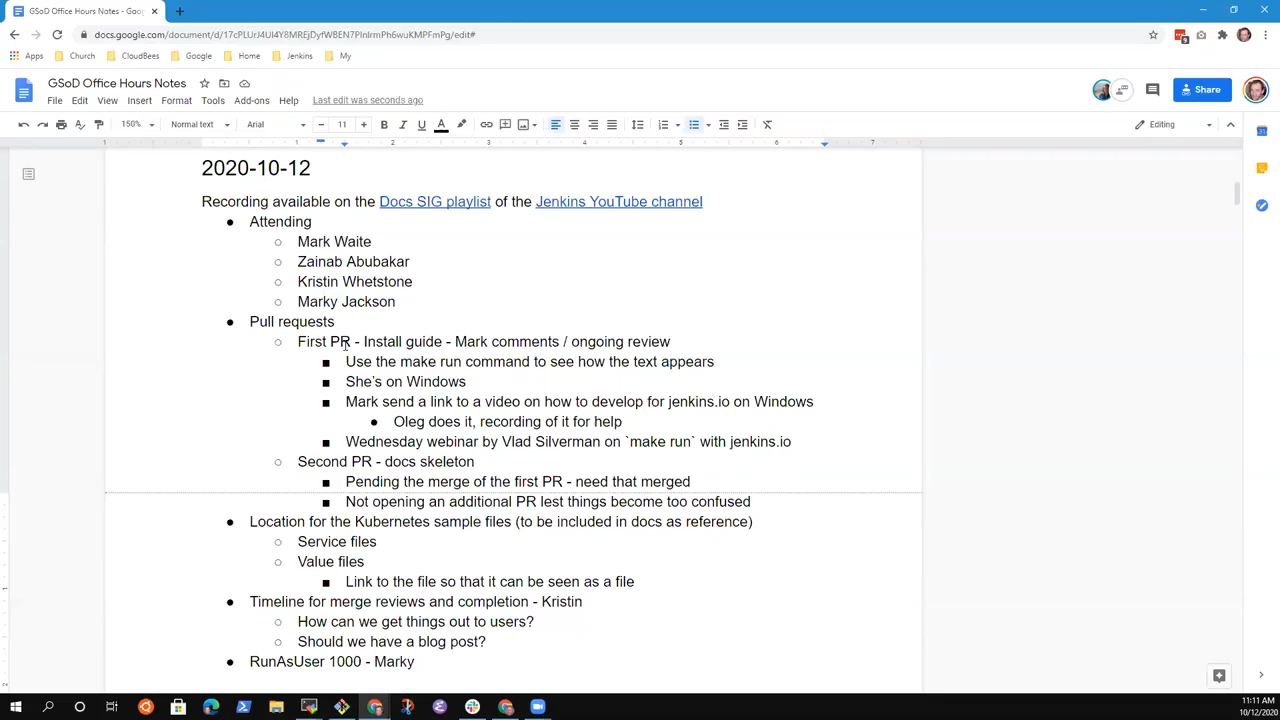 GSoD Office Hours Notes - Goog
docs.google.com/document/d/17cPLUrJ4UI4Y8MREjDyfWBEN7PInIrmPh6wuKMPFmPg/edit#
Apps Church CloudBees Google Home Jenkins My
GSoD Office Hours Notes
File Edit View Insert Format Tools Add-ons Help Last edit was seconds ago
Share
150% Normal text Arial 11 Editing
1 1 2 3 4 5 6 7
2020-10-12
Recording available on the Docs SIG playlist of the Jenkins YouTube channel
● Attending
○ Mark Waite
○ Zainab Abubakar
○ Kristin Whetstone
○ Marky Jackson
● Pull requests
○ First PR - Install guide - Mark comments / ongoing review
■ Use the make run command to see how the text appears
■ She's on Windows
■ Mark send a link to a video on how to develop for jenkins.io on Windows
● Oleg does it, recording of it for help
■ Wednesday webinar by Vlad Silverman on `make run` with jenkins.io
○ Second PR - docs skeleton
■ Pending the merge of the first PR - need that merged
■ Not opening an additional PR lest things become too confused
● Location for the Kubernetes sample files (to be included in docs as reference)
○ Service files
○ Value files
■ Link to the file so that it can be seen as a file
● Timeline for merge reviews and completion - Kristin
○ How can we get things out to users?
○ Should we have a blog post?
● RunAsUser 1000 - Marky
11:11 AM
10/12/2020